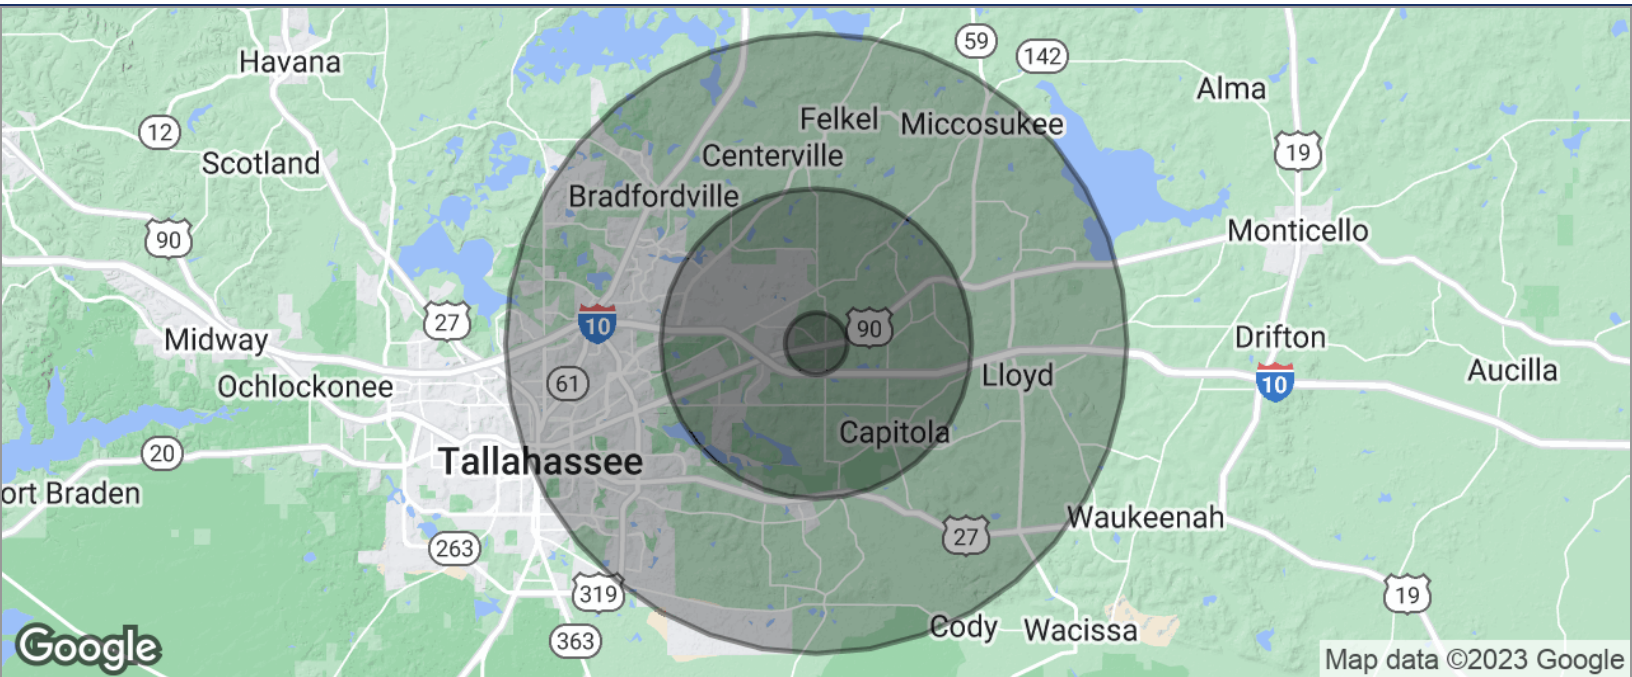 59
142
Havana
Alma
Felkel
Miccosukee
12
19
Centerville
Scotland
Bradfordville
90
Monticello
27
10
90
Midway
Drifton
Lloyd
Aucilla
61
10
Ochlockonee
Capitola
20
Tallahassee
ort Braden
Waukeenah
27
263
319
19
Cody
Wacissa
363
Google
Map data ©2023 Google